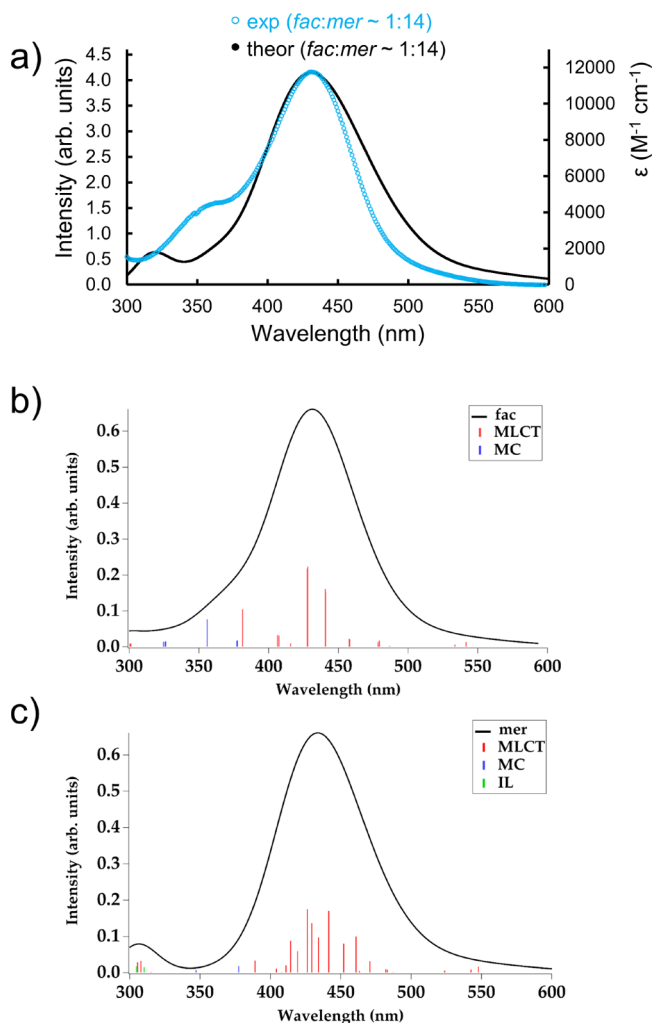 exp (fac:mer ~ 1:14)
theor (fac:mer ~ 1:14)
a)
4.5
4.0
3.5
3.0
2.5
2.0
1.5
1.0
0.5
0.0
Intensity (arb. units)
12000
10000
8000
6000
4000
2000
0
ε (M⁻¹ cm⁻¹)
300 350 400 450 500 550 600
Wavelength (nm)
b)
fac
MLCT
MC
0.6
0.5
0.4
0.3
0.2
0.1
0.0
Intensity (arb. units)
300 350 400 450 500 550 600
Wavelength (nm)
c)
mer
MLCT
MC
IL
0.6
0.5
0.4
0.3
0.2
0.1
0.0
Intensity (arb. units)
300 350 400 450 500 550 600
Wavelength (nm)